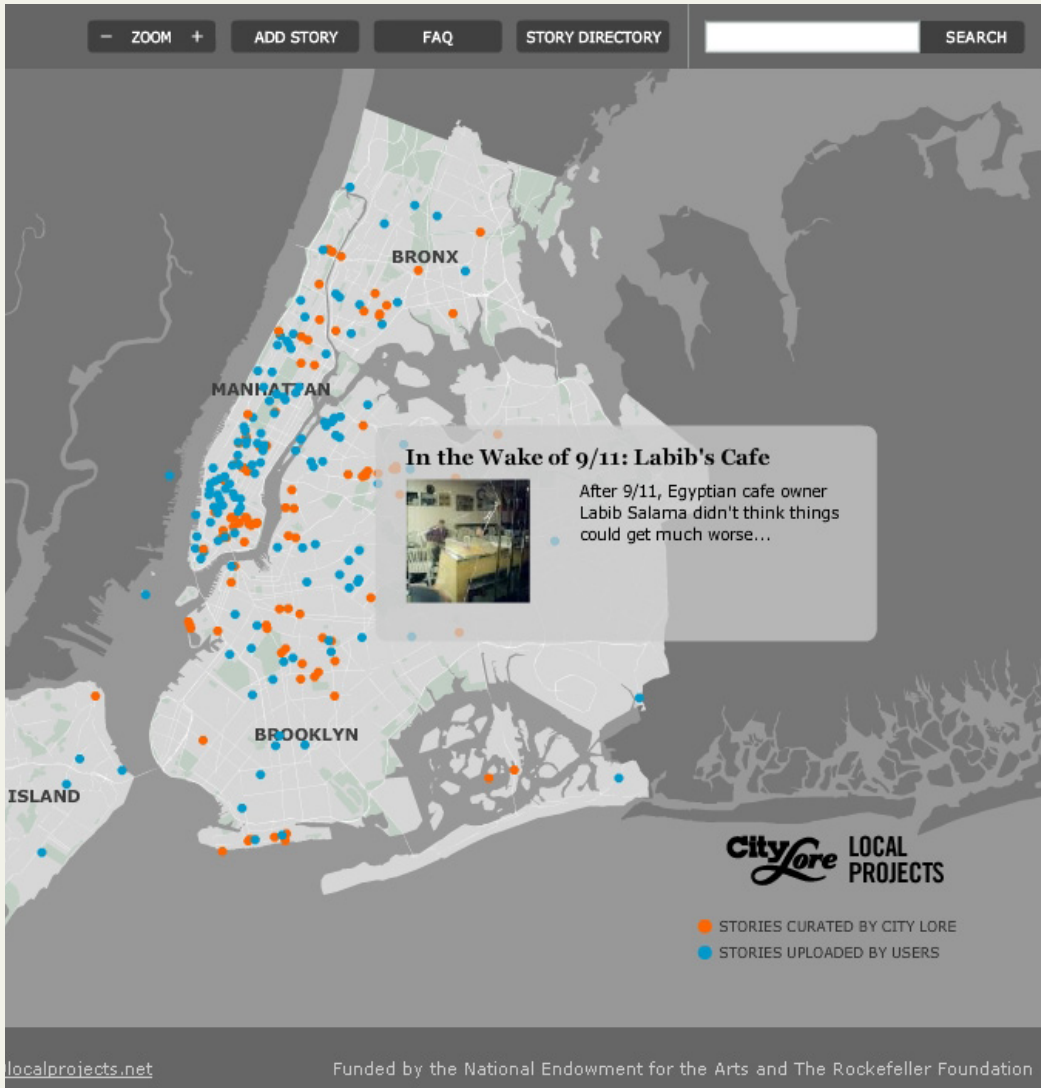 − ZOOM +
ADD STORY
FAQ
STORY DIRECTORY
SEARCH
BRONX
MANHATTAN
In the Wake of 9/11: Labib's Cafe
After 9/11, Egyptian cafe owner
Labib Salama didn't think things
could get much worse...
BROOKLYN
ISLAND
City Lore
LOCAL
PROJECTS
STORIES CURATED BY CITY LORE
STORIES UPLOADED BY USERS
localprojects.net
Funded by the National Endowment for the Arts and The Rockefeller Foundation